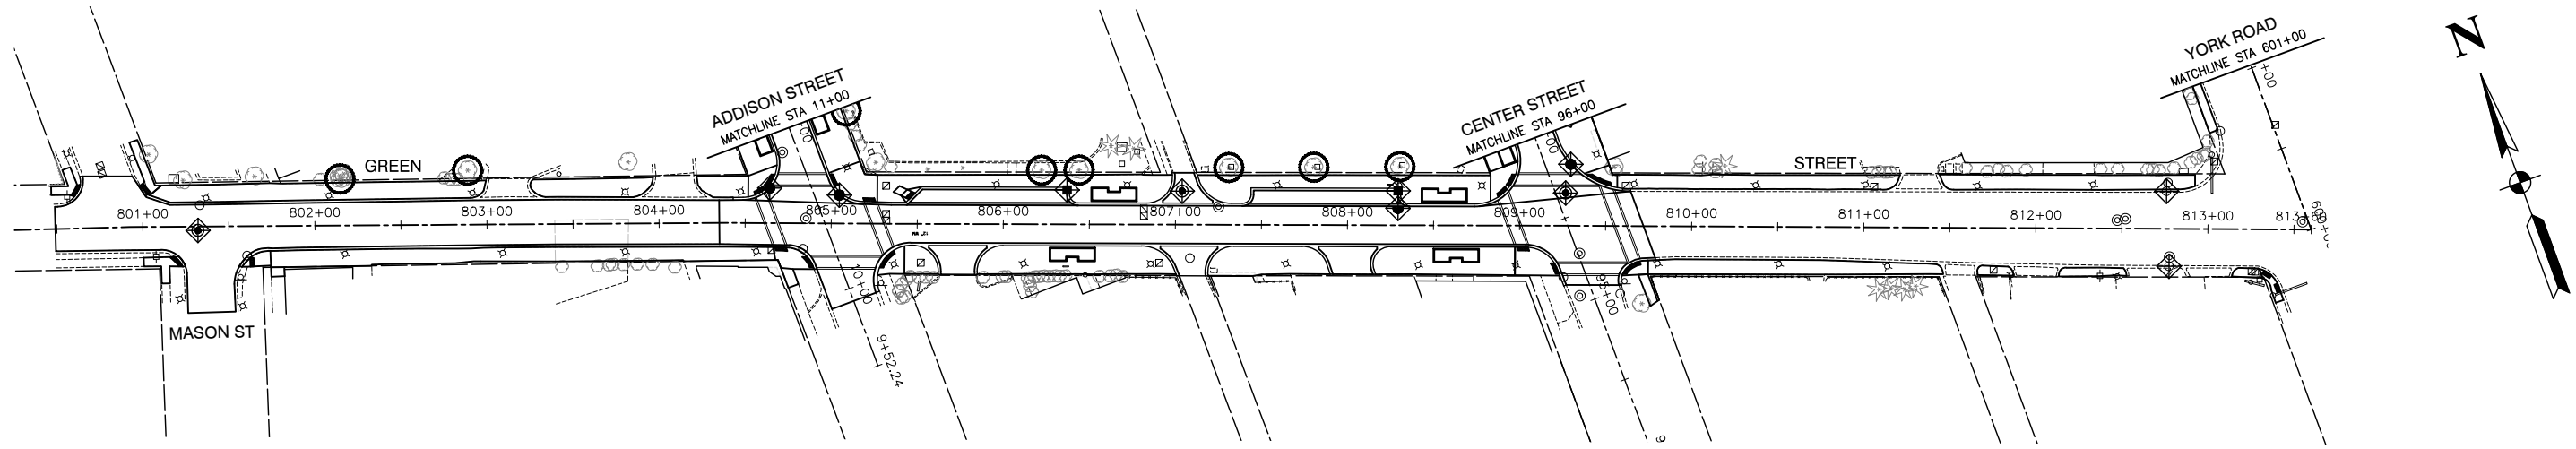 N
YORK ROAD
MATCHLINE STA 601+00
ADDISON STREET
MATCHLINE STA 11+00
CENTER STREET
MATCHLINE STA 96+00
GREEN
STREET
801+00
802+00
803+00
804+00
805+00
806+00
807+00
808+00
809+00
810+00
811+00
812+00
813+00
813+60
10+00
9+52.24
95+00
MASON ST